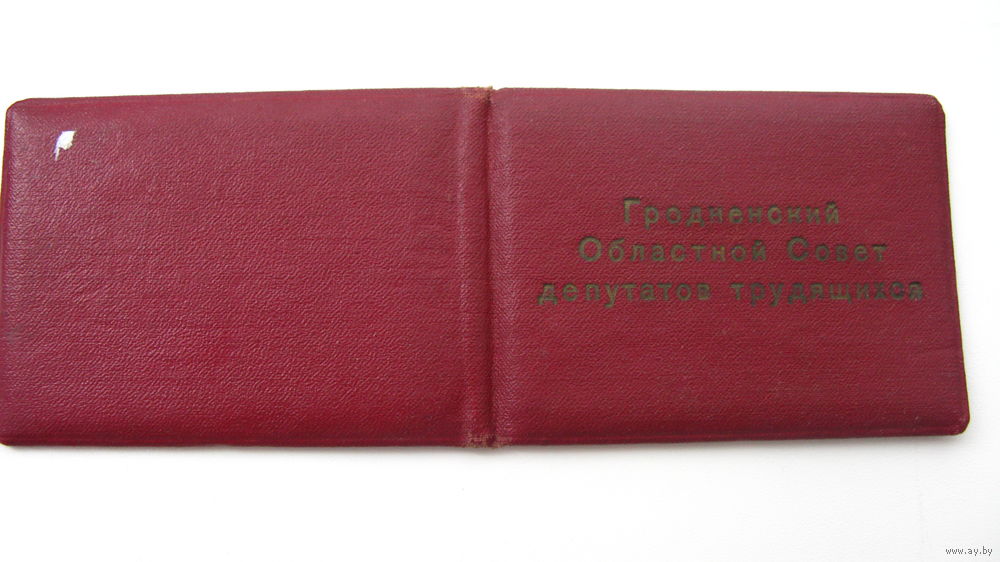 Гродненский
Областной Совет
депутатов трудящихся
www.ay.by